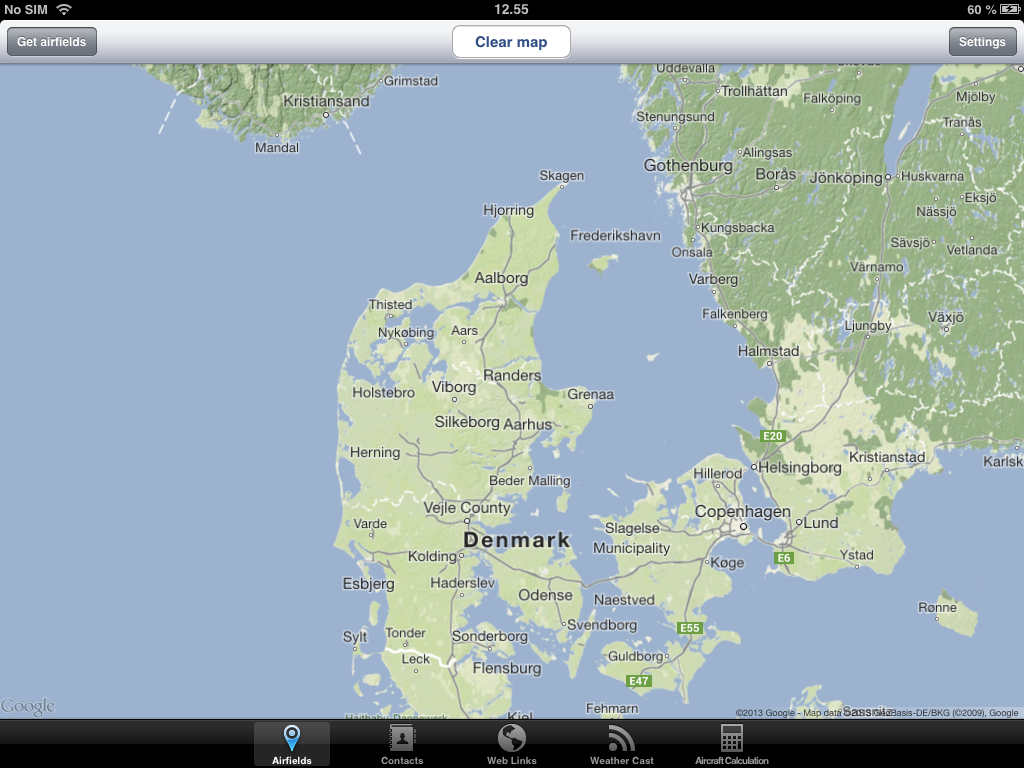 No SIM
12.55
60 %
Get airfields
Clear map
Settings
Uddevalla
Grimstad
Trollhättan
Kristiansand
Falköping
Mjölby
Stenungsund
Tranås
Mandal
Alingsas
Gothenburg
Borås
Jönköping
Huskvarna
Skagen
Eksjö
Hjorring
Nässjö
Kungsbacka
Frederikshavn
Sävsjö
Onsala
Vetlanda
Värnamo
Aalborg
Varberg
Thisted
Falkenberg
Växjö
Nykøbing
Aars
Ljungby
Halmstad
Randers
Viborg
Holstebro
Grenaa
Silkeborg
Aarhus
E20
Herning
Kristianstad
Karlsk
Helsingborg
Hillerod
Beder Malling
Vejle County
Copenhagen
Varde
Slagelse
Lund
Denmark
Municipality
Kolding
E6
Ystad
Køge
Esbjerg
Haderslev
Odense
Naestved
Rønne
Svendborg
E55
Sylt
Tonder
Sonderborg
Leck
Guldborg
Flensburg
E47
Google
Fehmarn
Haithabu-Dannewerk
Kiel
©2013 Google - Map data ©2013 GeoBasis-DE/BKG (©2009), Google
Airfields
Contacts
Web Links
Weather Cast
Aircraft Calculation